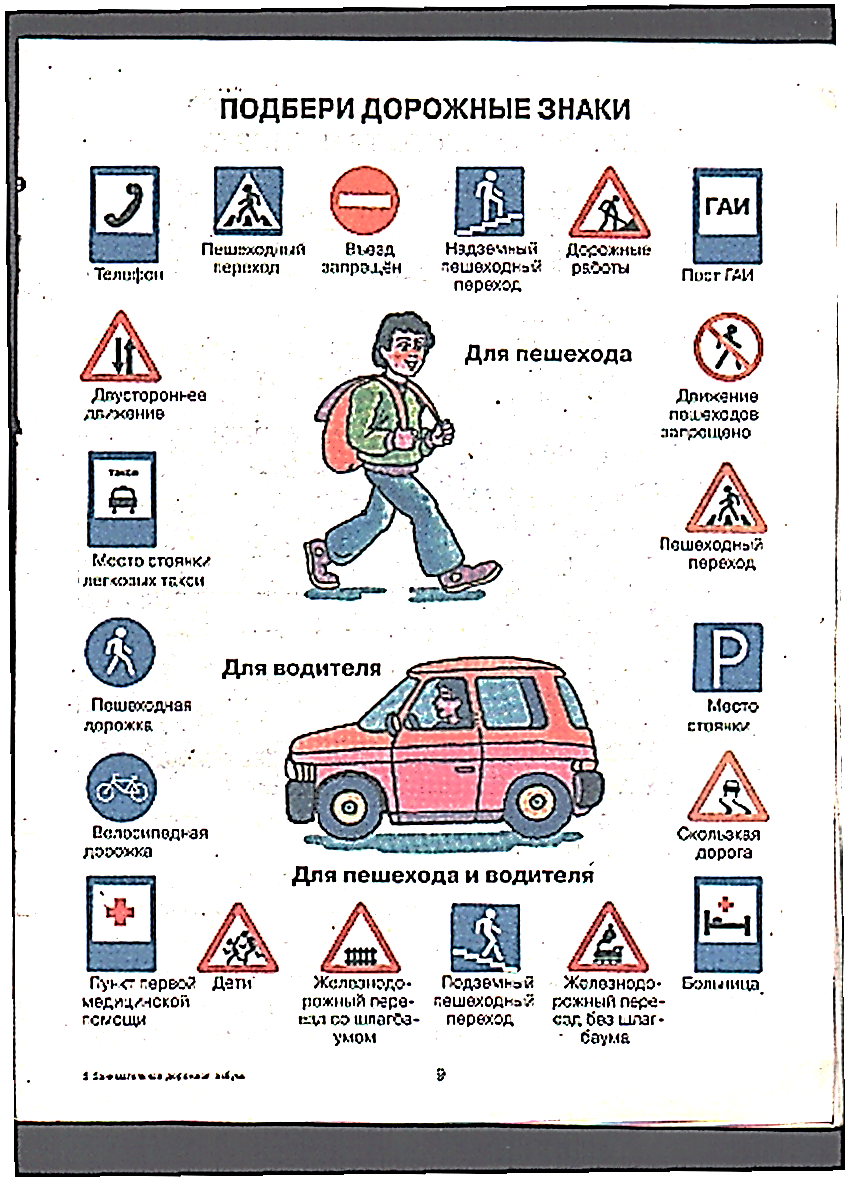 ПОДБЕРИ ДОРОЖНЫЕ ЗНАКИ
Телефон
Пешеходный
переход
Въезд
запрещён
Надземный
пешеходный
переход
Дорожные
работы
ГАИ
Пост ГАИ
Двустороннее
движение
Для пешехода
Движение
пешеходов
запрещено
такси
Место стоянки
легковых такси
Пешеходный
переход
Пешеходная
дорожка
Для водителя
P
Место
стоянки
Велосипедная
дорожка
Скользкая
дорога
Для пешехода и водителя
Пункт первой
медицинской
помощи
Дети
Железнодо-
рожный пере-
езд со шлагба-
умом
Подземный
пешеходный
переход
Железнодо-
рожный пере-
езд без шлаг-
баума
Больница
9